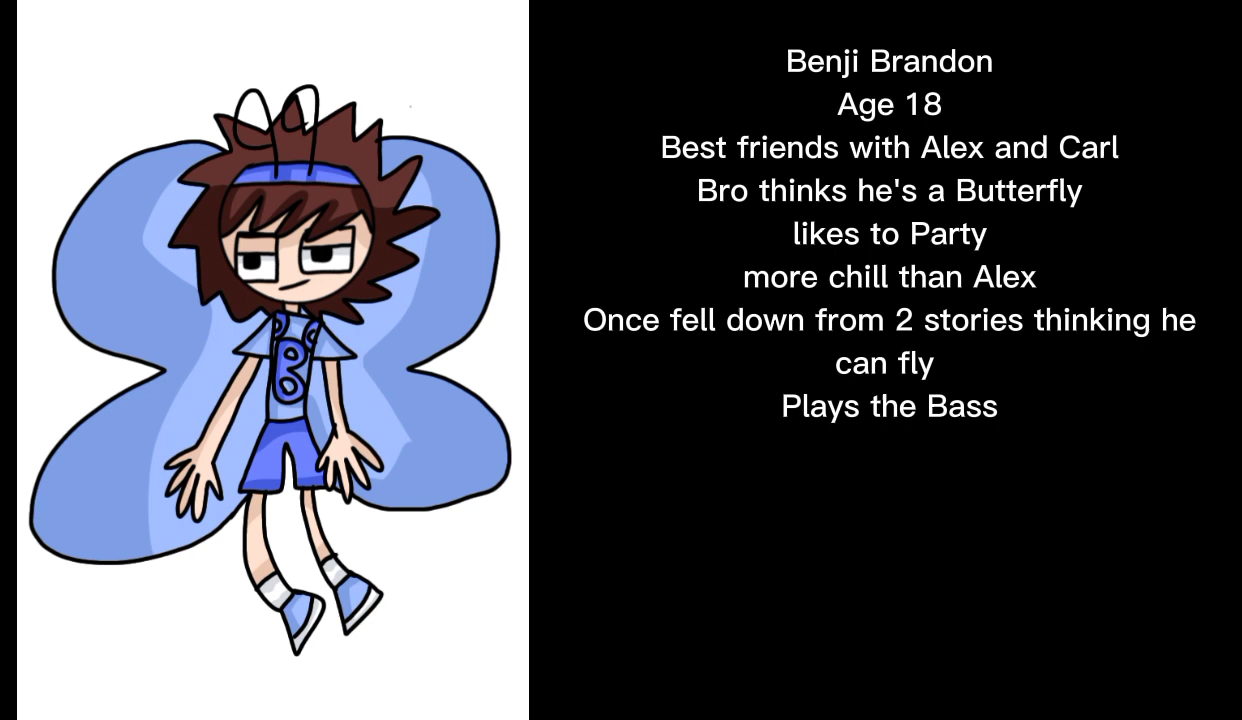 Benji Brandon
Age 18
Best friends with Alex and Carl
Bro thinks he's a Butterfly
likes to Party
more chill than Alex
Once fell down from 2 stories thinking he
can fly
Plays the Bass
B